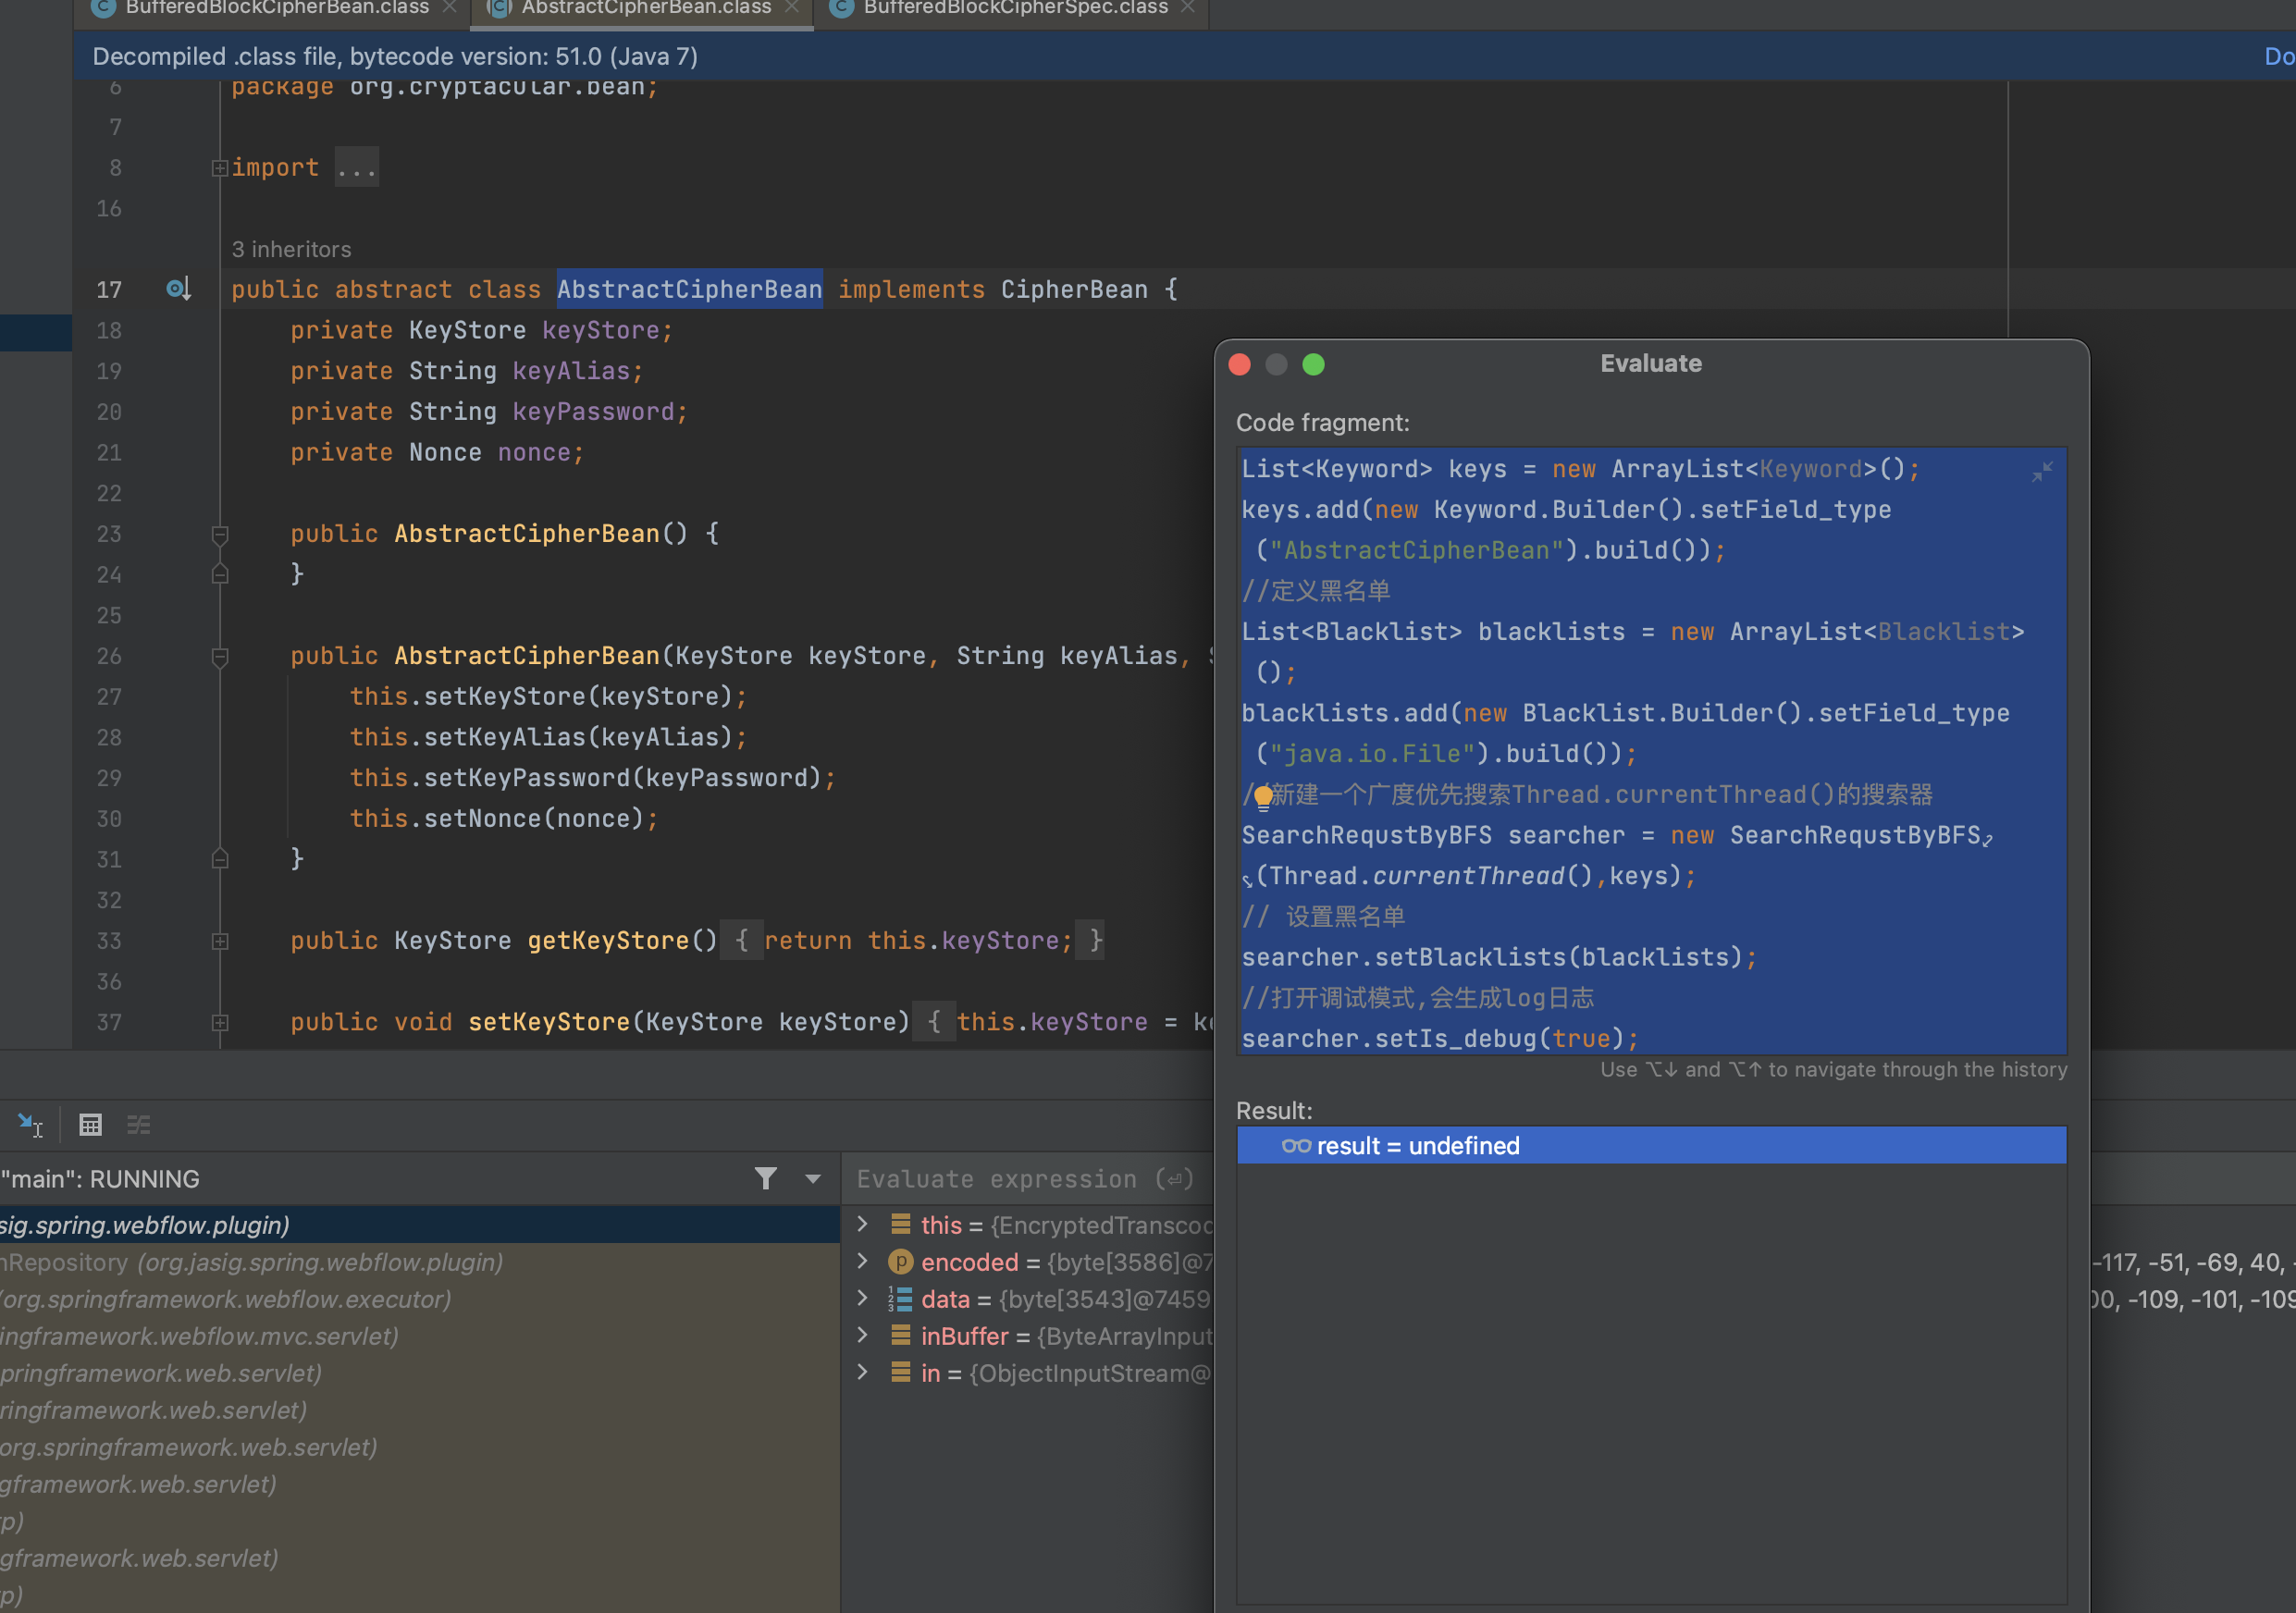 BufferedBlockCipherBean.class
AbstractCipherBean.class
BufferedBlockCipherSpec.class
Decompiled .class file, bytecode version: 51.0 (Java 7)
6 package org.cryptacular.bean;
7
8 import ...
16
3 inheritors
17 public abstract class AbstractCipherBean implements CipherBean {
18 private KeyStore keyStore;
19 private String keyAlias;
20 private String keyPassword;
21 private Nonce nonce;
22
23 public AbstractCipherBean() {
24 }
25
26 public AbstractCipherBean(KeyStore keyStore, String keyAlias,
27 this.setKeyStore(keyStore);
28 this.setKeyAlias(keyAlias);
29 this.setKeyPassword(keyPassword);
30 this.setNonce(nonce);
31 }
32
33 public KeyStore getKeyStore() { return this.keyStore; }
36
37 public void setKeyStore(KeyStore keyStore) { this.keyStore =
Evaluate
Code fragment:
List<Keyword> keys = new ArrayList<Keyword>();
keys.add(new Keyword.Builder().setField_type
("AbstractCipherBean").build());
//定义黑名单
List<Blacklist> blacklists = new ArrayList<Blacklist>
();
blacklists.add(new Blacklist.Builder().setField_type
("java.io.File").build());
新建一个广度优先搜索Thread.currentThread()的搜索器
SearchRequstByBFS searcher = new SearchRequstByBFS
(Thread.currentThread(),keys);
// 设置黑名单
searcher.setBlacklists(blacklists);
//打开调试模式,会生成log日志
searcher.setIs_debug(true);
Use ⌥↓ and ⌥↑ to navigate through the history
Result:
result = undefined
"main": RUNNING
sig.spring.webflow.plugin)
nRepository (org.jasig.spring.webflow.plugin)
(org.springframework.webflow.executor)
ingframework.webflow.mvc.servlet)
springframework.web.servlet)
ringframework.web.servlet)
org.springframework.web.servlet)
gframework.web.servlet)
p)
gframework.web.servlet)
p)
Evaluate expression (⏎)
this = {EncryptedTransco
encoded = {byte[3586]@7
-117, -51, -69, 40,
data = {byte[3543]@7459
00, -109, -101, -109
inBuffer = {ByteArrayInput
in = {ObjectInputStream@